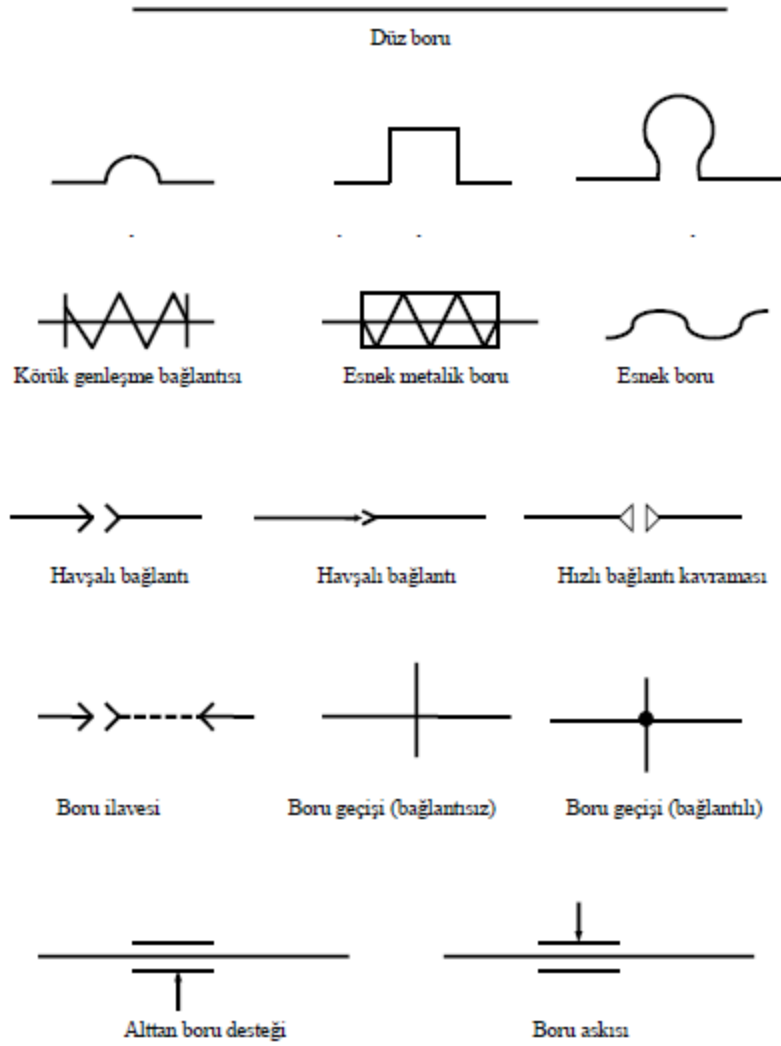 Düz boru
Körük genleşme bağlantısı
Esnek metalik boru
Esnek boru
Havşalı bağlantı
Havşalı bağlantı
Hızlı bağlantı kavraması
Boru ilavesi
Boru geçişi (bağlantısız)
Boru geçişi (bağlantılı)
Alttan boru desteği
Boru askısı